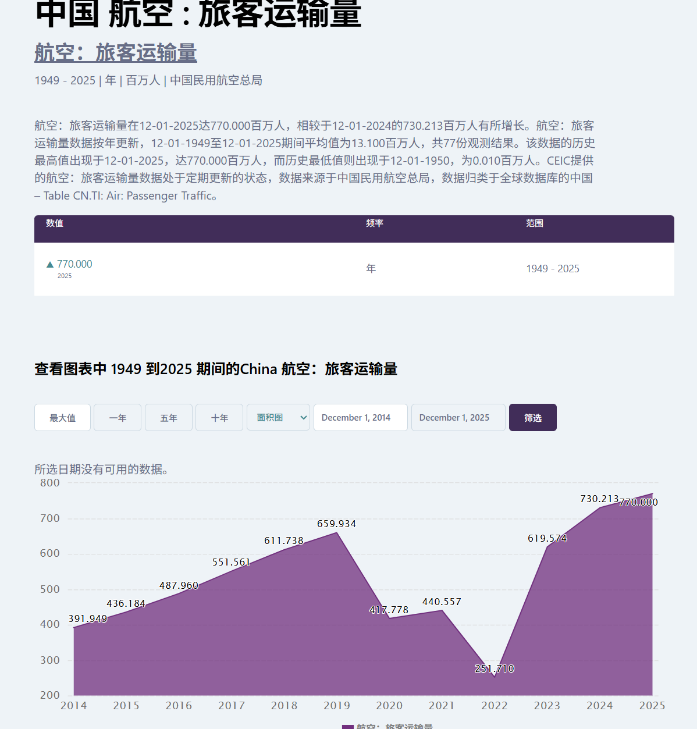 中国 航空 : 旅客运输量
航空：旅客运输量
1949 - 2025 | 年 | 百万人 | 中国民用航空总局
航空：旅客运输量在12-01-2025达770.000百万人，相较于12-01-2024的730.213百万人有所增长。航空：旅客
运输量数据按年更新，12-01-1949至12-01-2025期间平均值为13.100百万人，共77份观测结果。该数据的历史
最高值出现于12-01-2025，达770.000百万人，而历史最低值则出现于12-01-1950，为0.010百万人。CEIC提供
的航空：旅客运输量数据处于定期更新的状态，数据来源于中国民用航空总局，数据归类于全球数据库的中国
– Table CN.TI: Air: Passenger Traffic。
数值 频率 范围
▲ 770.000 年 1949 - 2025
2025
查看图表中 1949 到2025 期间的China 航空：旅客运输量
最大值 一年 五年 十年 面积图 December 1, 2014 December 1, 2025 筛选
所选日期没有可用的数据。
800
700
600
500
400
300
200
391.949
436.184
487.960
551.561
611.738
659.934
417.778
440.557
251.710
619.574
730.213
770.000
2014 2015 2016 2017 2018 2019 2020 2021 2022 2023 2024 2025
航空：旅客运输量